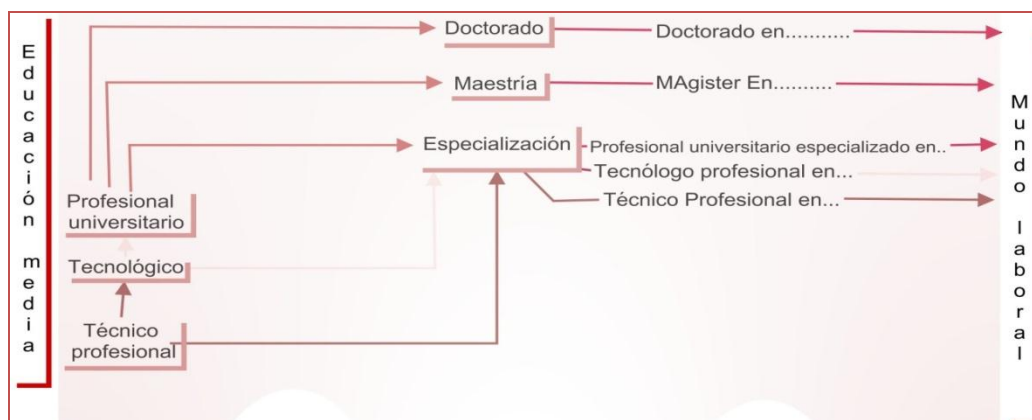 Educación media
Doctorado
Doctorado en...........
Maestría
MAgister En..........
Especialización
Profesional universitario especializado en..
Tecnólogo profesional en...
Técnico Profesional en...
Profesional
universitario
Tecnológico
Técnico
profesional
Mundo laboral